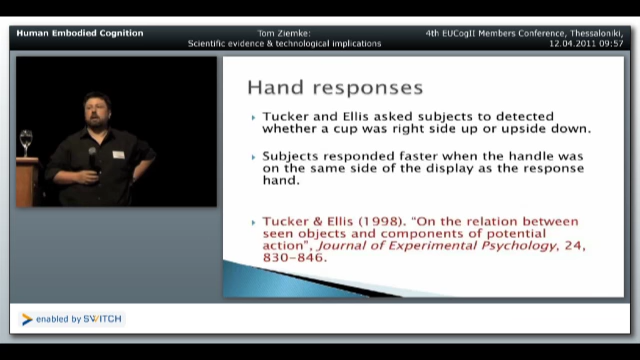 Human Embodied Cognition
Tom Ziemke:
Scientific evidence & technological implications
4th EUCogII Members Conference, Thessaloniki,
12.04.2011 09:57
Hand responses
Tucker and Ellis asked subjects to detected
whether a cup was right side up or upside down.
Subjects responded faster when the handle was
on the same side of the display as the response
hand.
Tucker & Ellis (1998). "On the relation between
seen objects and components of potential
action", Journal of Experimental Psychology, 24,
830-846.
enabled by SWITCH